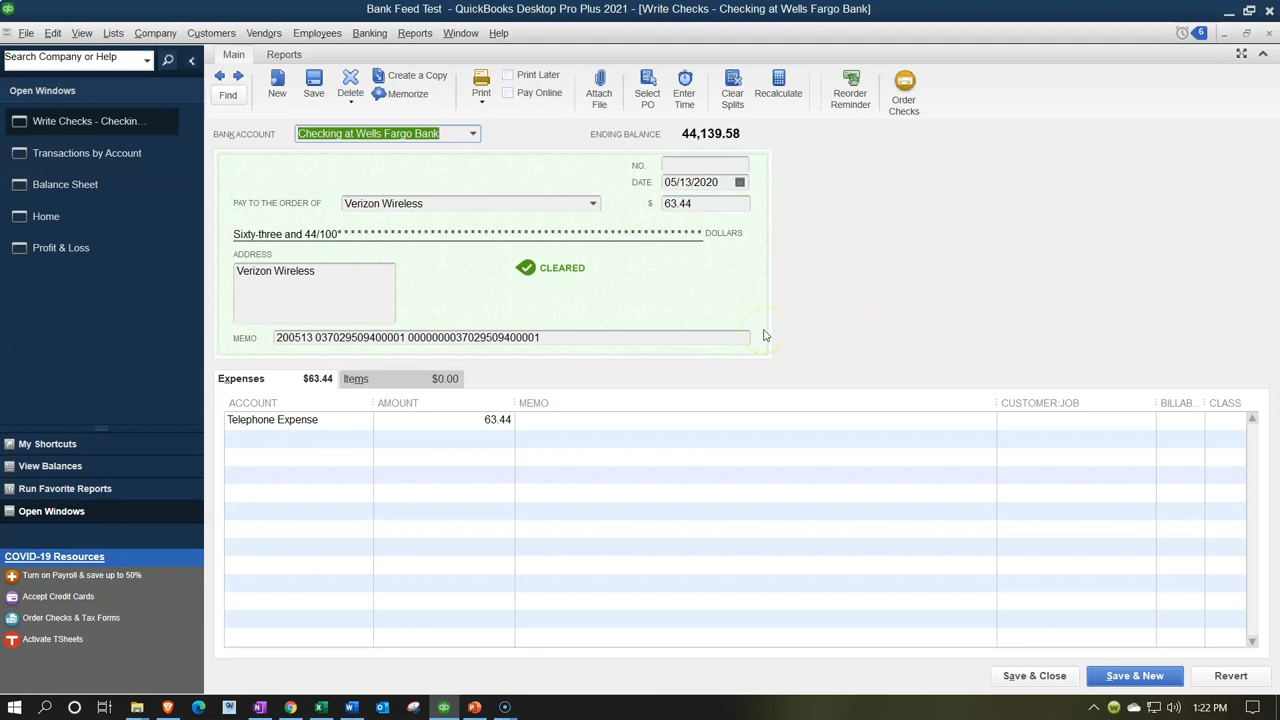 Bank Feed Test - QuickBooks Desktop Pro Plus 2021 - [Write Checks - Checking at Wells Fargo Bank]
File Edit View Lists Company Customers Vendors Employees Banking Reports Window Help
6
Search Company or Help
Main Reports
Find
New
Save
Delete
Create a Copy
Memorize
Print
Print Later
Pay Online
Attach File
Select PO
Enter Time
Clear Splits
Recalculate
Reorder Reminder
Order Checks
Open Windows
Write Checks - Checkin...
Transactions by Account
Balance Sheet
Home
Profit & Loss
BANK ACCOUNT Checking at Wells Fargo Bank ENDING BALANCE 44,139.58
NO.
DATE 05/13/2020
PAY TO THE ORDER OF Verizon Wireless $ 63.44
Sixty-three and 44/100* * * * * * * * * * * * * * * * * * * * * * * * * * * * * * * * * * * * * * * * * * * * * * * * * * * * * DOLLARS
ADDRESS
Verizon Wireless
CLEARED
MEMO 200513 037029509400001 0000000037029509400001
Expenses $63.44 Items $0.00
ACCOUNT AMOUNT MEMO CUSTOMER:JOB BILLAB... CLASS
Telephone Expense 63.44
My Shortcuts
View Balances
Run Favorite Reports
Open Windows
COVID-19 Resources
Turn on Payroll & save up to 50%
Accept Credit Cards
Order Checks & Tax Forms
Activate TSheets
Save & Close Save & New Revert
1:22 PM